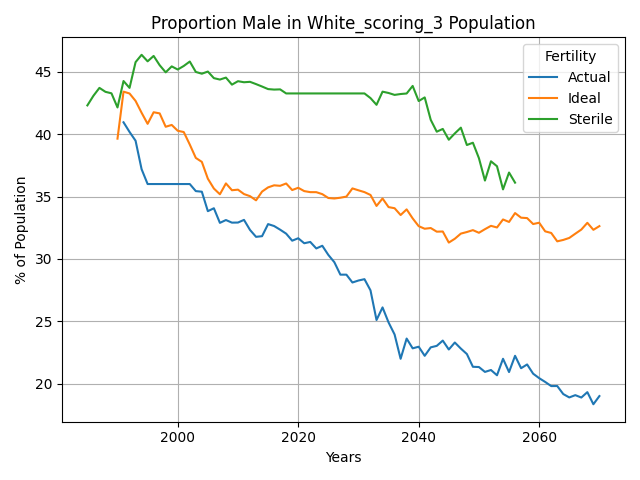 Proportion Male in White_scoring_3 Population
Fertility
Actual
Ideal
Sterile
% of Population
45
40
35
30
25
20
2000
2020
2040
2060
Years